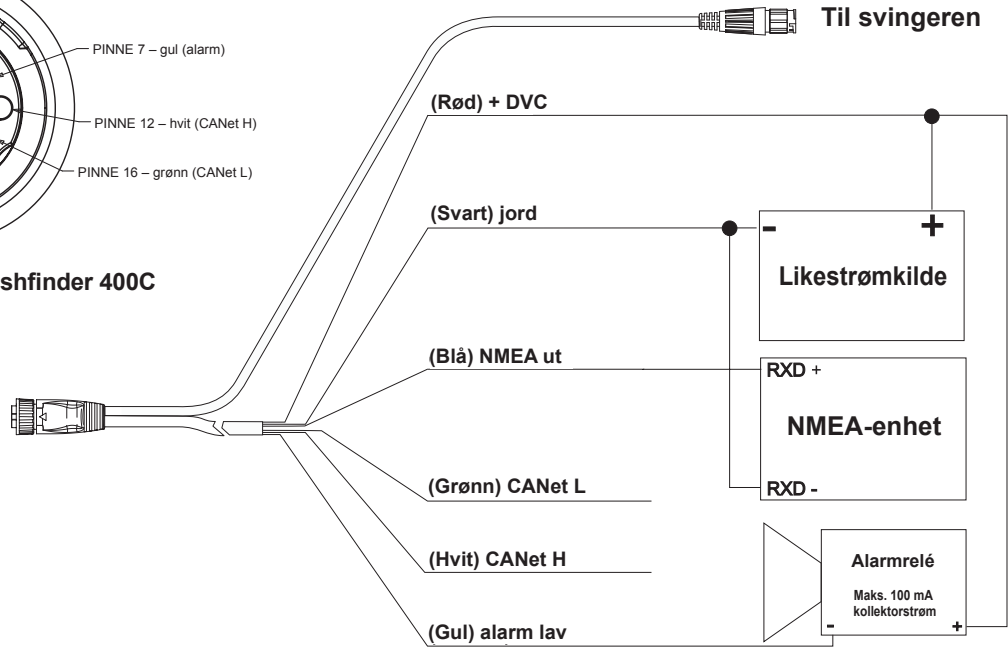 Til svingeren
PINNE 7 – gul (alarm)
(Rød) + DVC
PINNE 12 – hvit (CANet H)
PINNE 16 – grønn (CANet L)
(Svart) jord
-
+
Likestrømkilde
shfinder 400C
(Blå) NMEA ut
RXD +
NMEA-enhet
RXD -
(Grønn) CANet L
(Hvit) CANet H
Alarmrelé
Maks. 100 mA
kollektorstrøm
-
+
(Gul) alarm lav